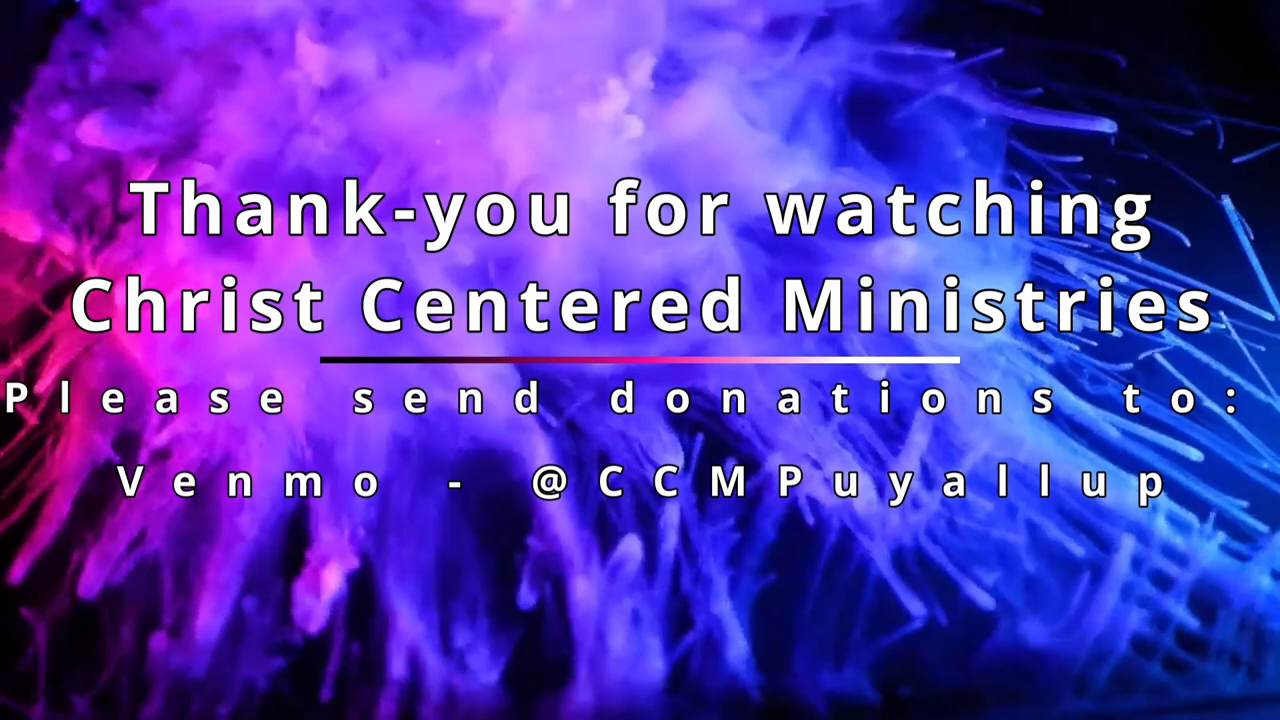 Thank-you for watching
Christ Centered Ministries
Please send donations to:
Venmo - @CCMPuyallup